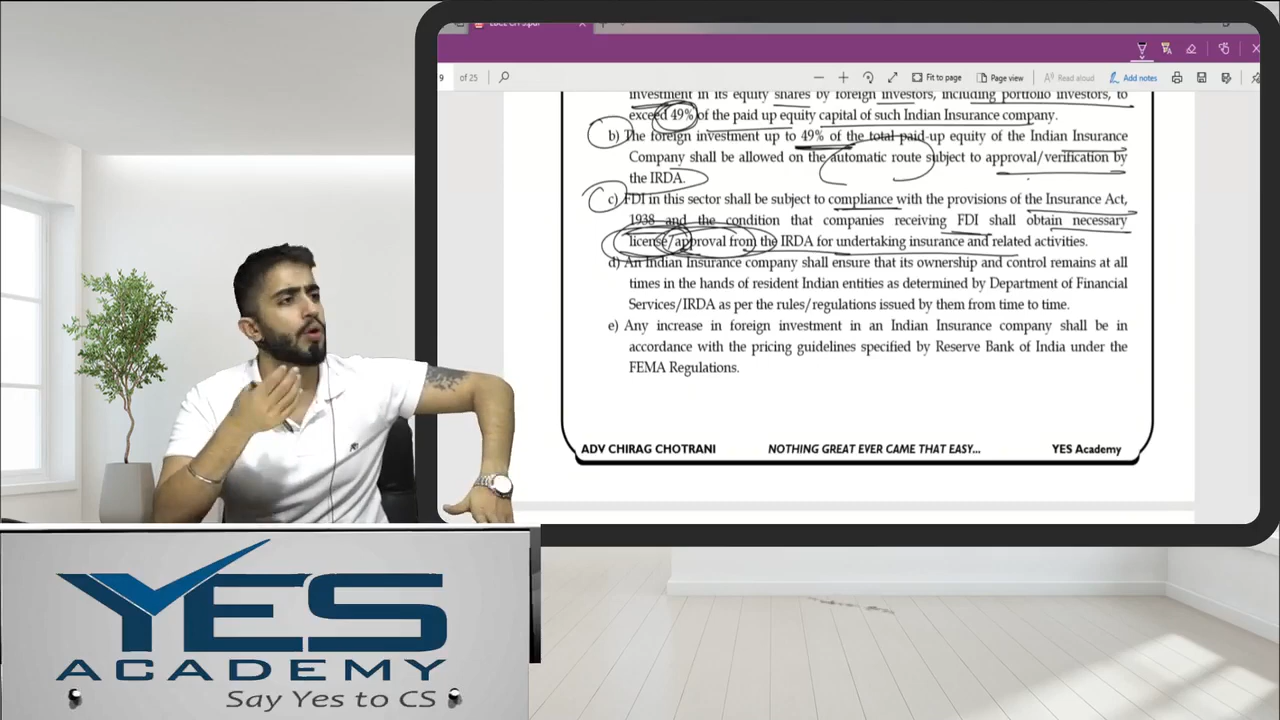 9 of 25
Fit to page
Page view
Read aloud
Add notes
investment in its equity shares by foreign investors, including portfolio investors, to
exceed 49% of the paid up equity capital of such Indian Insurance company.
b) The foreign investment up to 49% of the total paid-up equity of the Indian Insurance
Company shall be allowed on the automatic route subject to approval/verification by
the IRDA.
c) FDI in this sector shall be subject to compliance with the provisions of the Insurance Act,
1938 and the condition that companies receiving FDI shall obtain necessary
license/approval from the IRDA for undertaking insurance and related activities.
d) An Indian Insurance company shall ensure that its ownership and control remains at all
times in the hands of resident Indian entities as determined by Department of Financial
Services/IRDA as per the rules/regulations issued by them from time to time.
e) Any increase in foreign investment in an Indian Insurance company shall be in
accordance with the pricing guidelines specified by Reserve Bank of India under the
FEMA Regulations.
ADV CHIRAG CHOTRANI NOTHING GREAT EVER CAME THAT EASY... YES Academy
YES
ACADEMY
Say Yes to CS